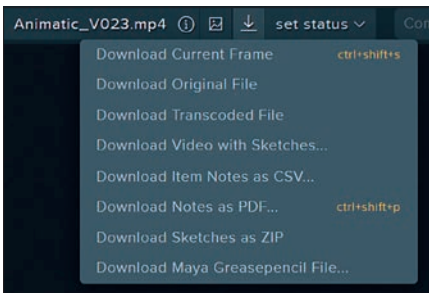 Animatic_V023.mp4 set status
Download Current Frame ctrl+shift+s
Download Original File
Download Transcoded File
Download Video with Sketches...
Download Item Notes as CSV...
Download Notes as PDF... ctrl+shift+p
Download Sketches as ZIP
Download Maya Greasepencil File...